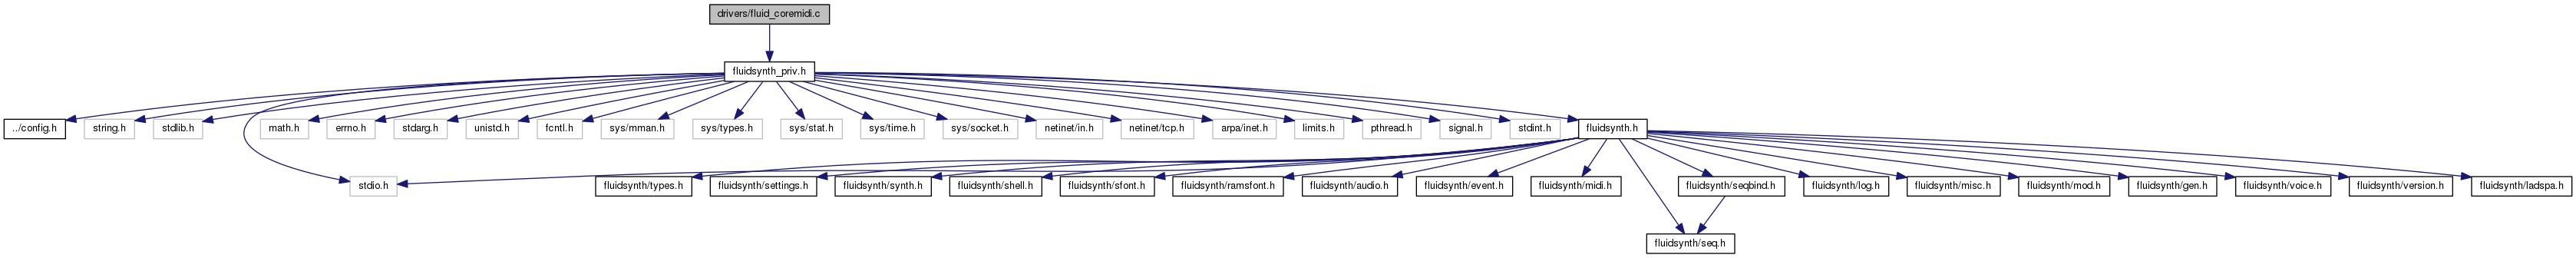 drivers/fluid_coremidi.c
fluidsynth_priv.h
../config.h
string.h
stdlib.h
math.h
errno.h
stdarg.h
unistd.h
fcntl.h
sys/mman.h
sys/types.h
sys/stat.h
sys/time.h
sys/socket.h
netinet/in.h
netinet/tcp.h
arpa/inet.h
limits.h
pthread.h
signal.h
stdint.h
fluidsynth.h
stdio.h
fluidsynth/types.h
fluidsynth/settings.h
fluidsynth/synth.h
fluidsynth/shell.h
fluidsynth/sfont.h
fluidsynth/ramsfont.h
fluidsynth/audio.h
fluidsynth/event.h
fluidsynth/midi.h
fluidsynth/seqbind.h
fluidsynth/log.h
fluidsynth/misc.h
fluidsynth/mod.h
fluidsynth/gen.h
fluidsynth/voice.h
fluidsynth/version.h
fluidsynth/ladspa.h
fluidsynth/seq.h